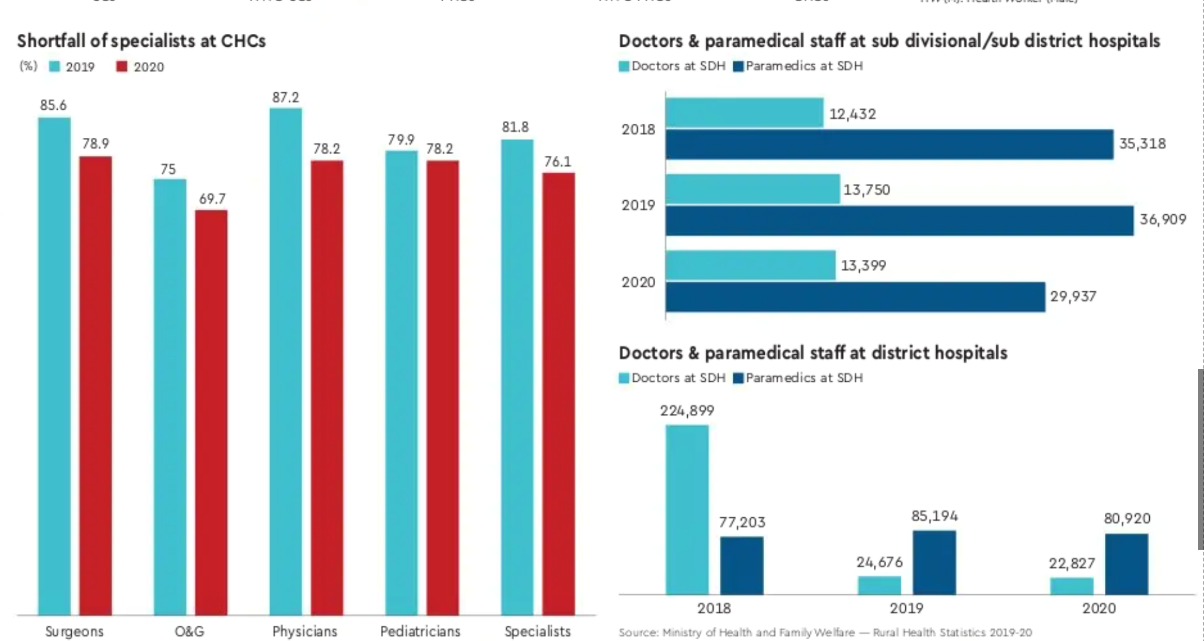 HW (M): Health Worker (Male)
Shortfall of specialists at CHCs
(%) 2019 2020
85.6
78.9
75
69.7
87.2
78.2
79.9
78.2
81.8
76.1
Surgeons
O&G
Physicians
Pediatricians
Specialists
Doctors & paramedical staff at sub divisional/sub district hospitals
Doctors at SDH Paramedics at SDH
2018
12,432
35,318
2019
13,750
36,909
2020
13,399
29,937
Doctors & paramedical staff at district hospitals
Doctors at SDH Paramedics at SDH
224,899
77,203
24,676
85,194
22,827
80,920
2018
2019
2020
Source: Ministry of Health and Family Welfare — Rural Health Statistics 2019-20